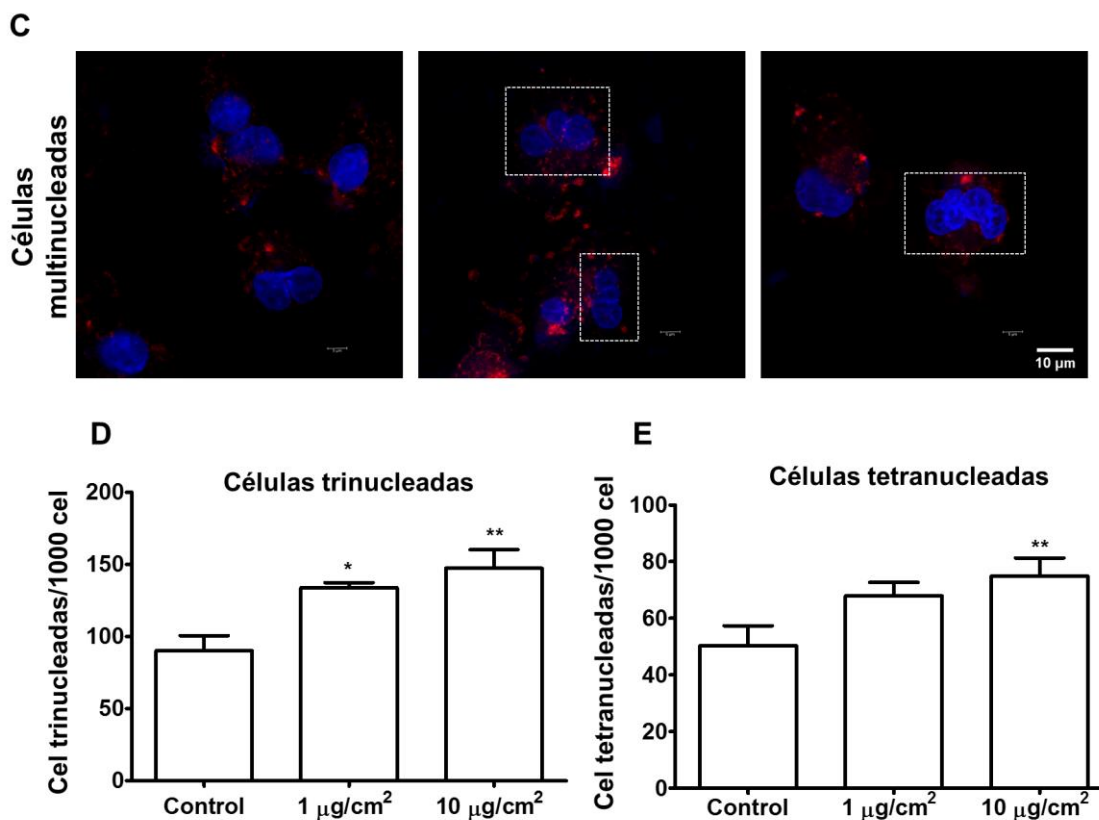 C
Células
multinucleadas
10 µm
D
Células trinucleadas
Cel trinucleadas/1000 cel
200
150
100
50
0
*
**
Control
1 µg/cm²
10 µg/cm²
E
Células tetranucleadas
Cel tetranucleadas/1000 cel
100
80
60
40
20
0
**
Control
1 µg/cm²
10 µg/cm²